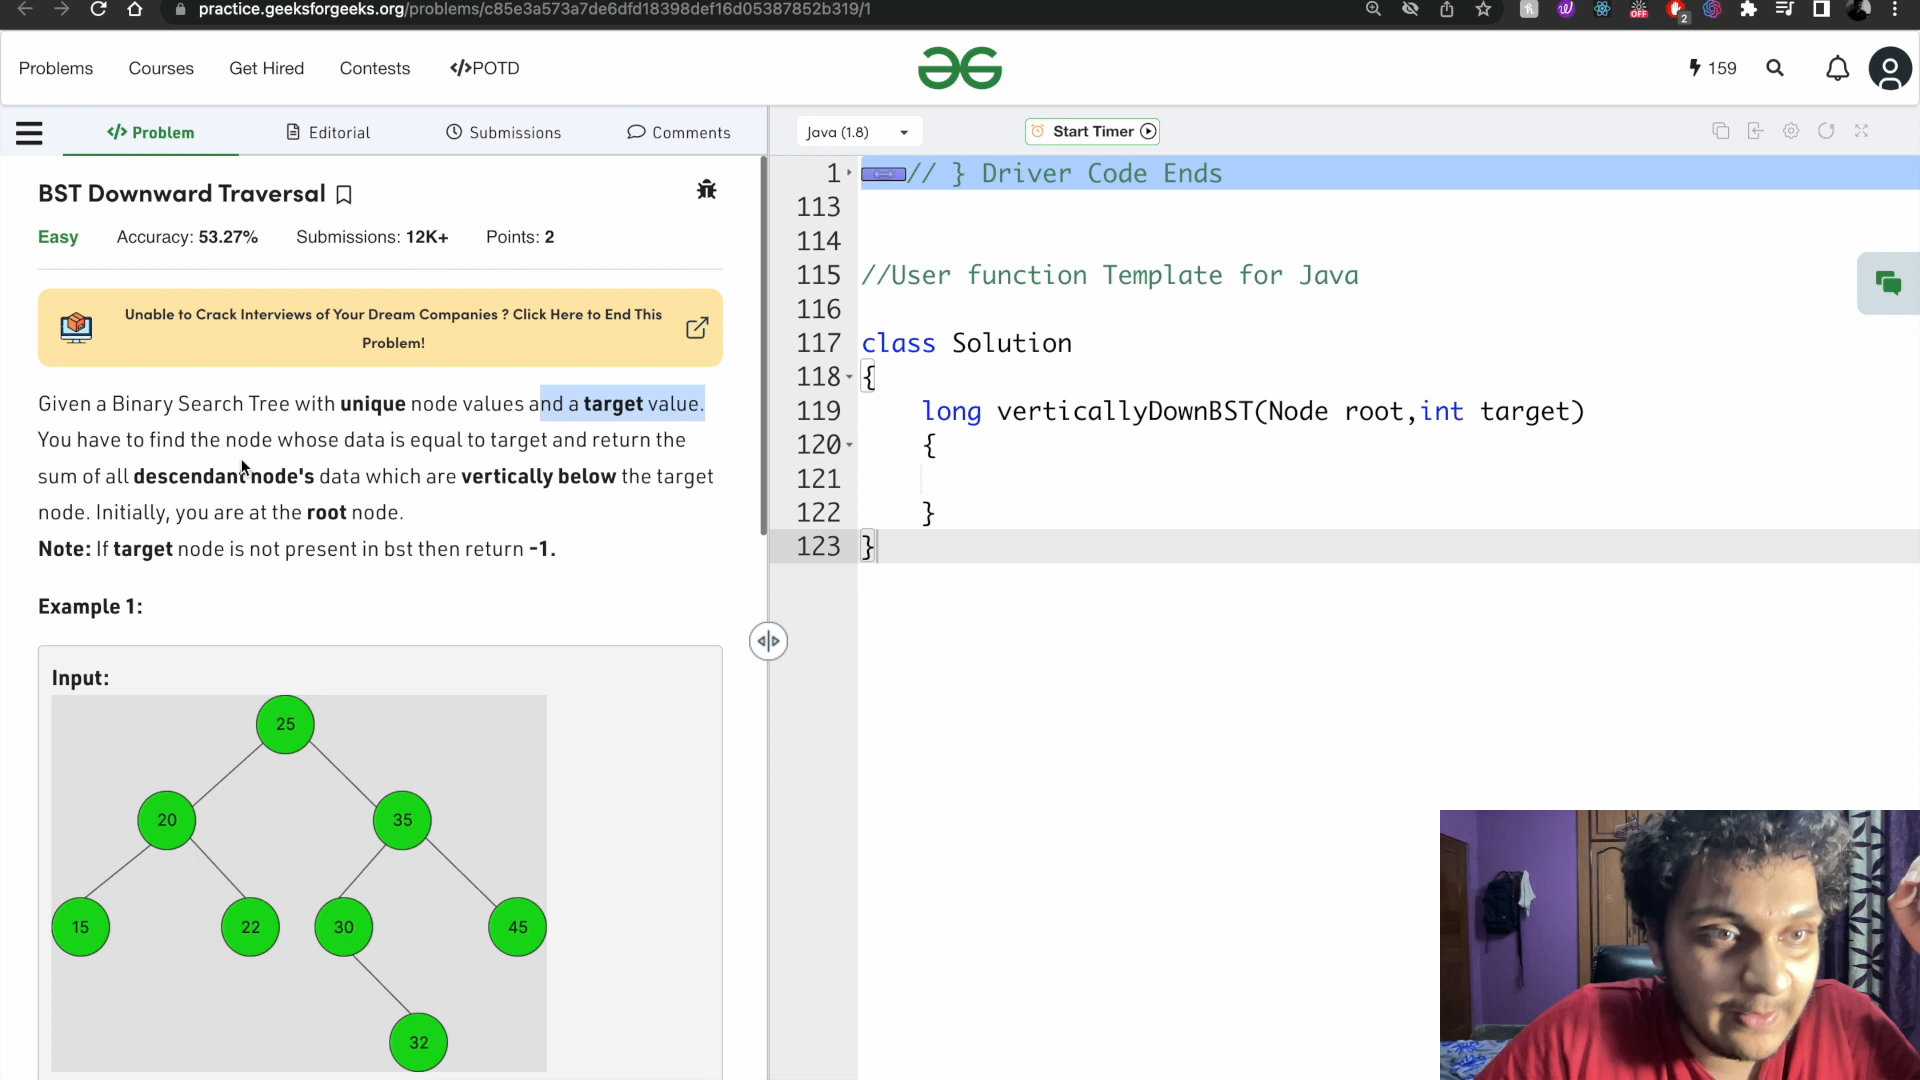 practice.geeksforgeeks.org/problems/c85e3a573a7de6dfd18398def16d05387852b319/1
OFF
2
Problems
Courses
Get Hired
Contests
</>POTD
159
</> Problem
Editorial
Submissions
Comments
Java (1.8)
Start Timer
BST Downward Traversal
Easy
Accuracy: 53.27%
Submissions: 12K+
Points: 2
Unable to Crack Interviews of Your Dream Companies ? Click Here to End This
Problem!
Given a Binary Search Tree with unique node values and a target value.
You have to find the node whose data is equal to target and return the
sum of all descendant node's data which are vertically below the target
node. Initially, you are at the root node.
Note: If target node is not present in bst then return -1.
Example 1:
Input:
25
20
35
15
22
30
45
32
1 // } Driver Code Ends
113
114
115 //User function Template for Java
116
117 class Solution
118 {
119 long verticallyDownBST(Node root,int target)
120 {
121
122 }
123 }